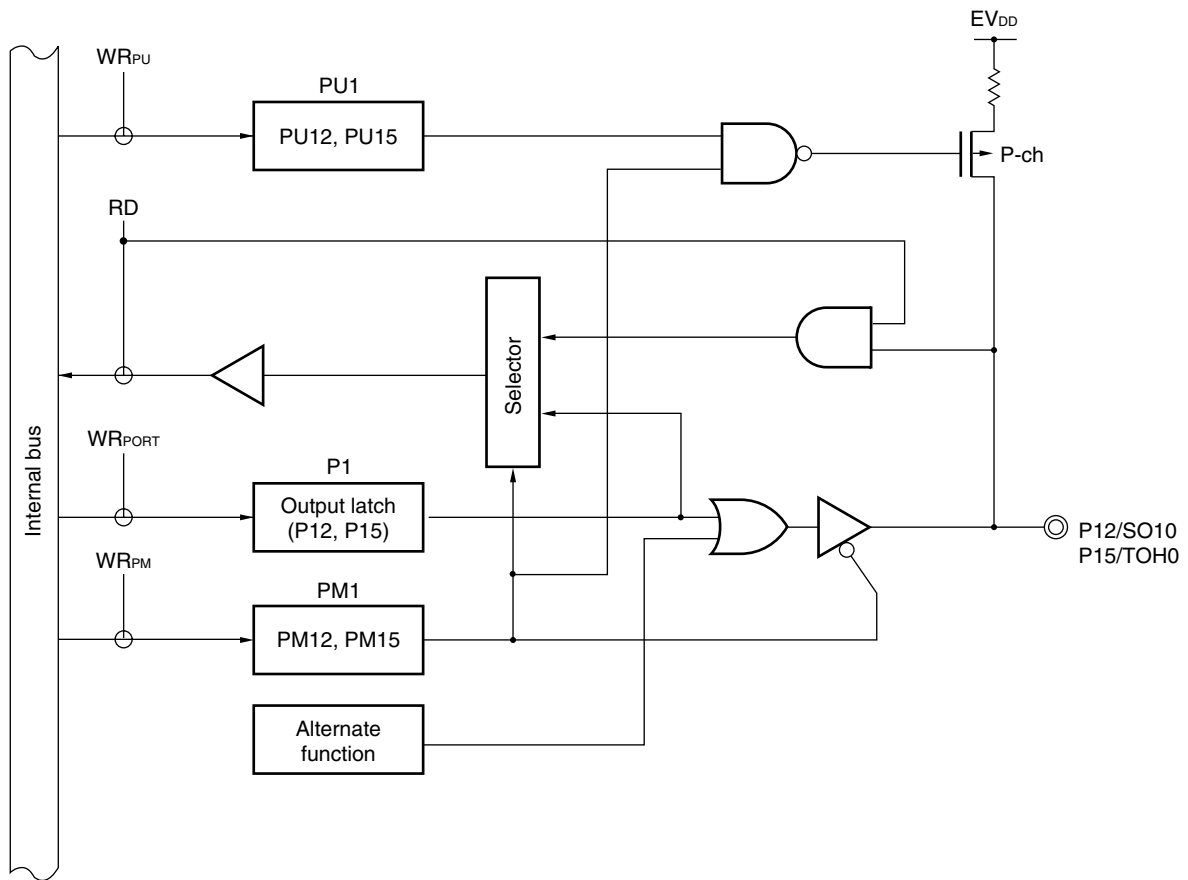 EVDD
WRPU
PU1
PU12, PU15
P-ch
RD
Selector
Internal bus
WRPORT
P1
Output latch
(P12, P15)
P12/SO10
P15/TOH0
WRPM
PM1
PM12, PM15
Alternate
function